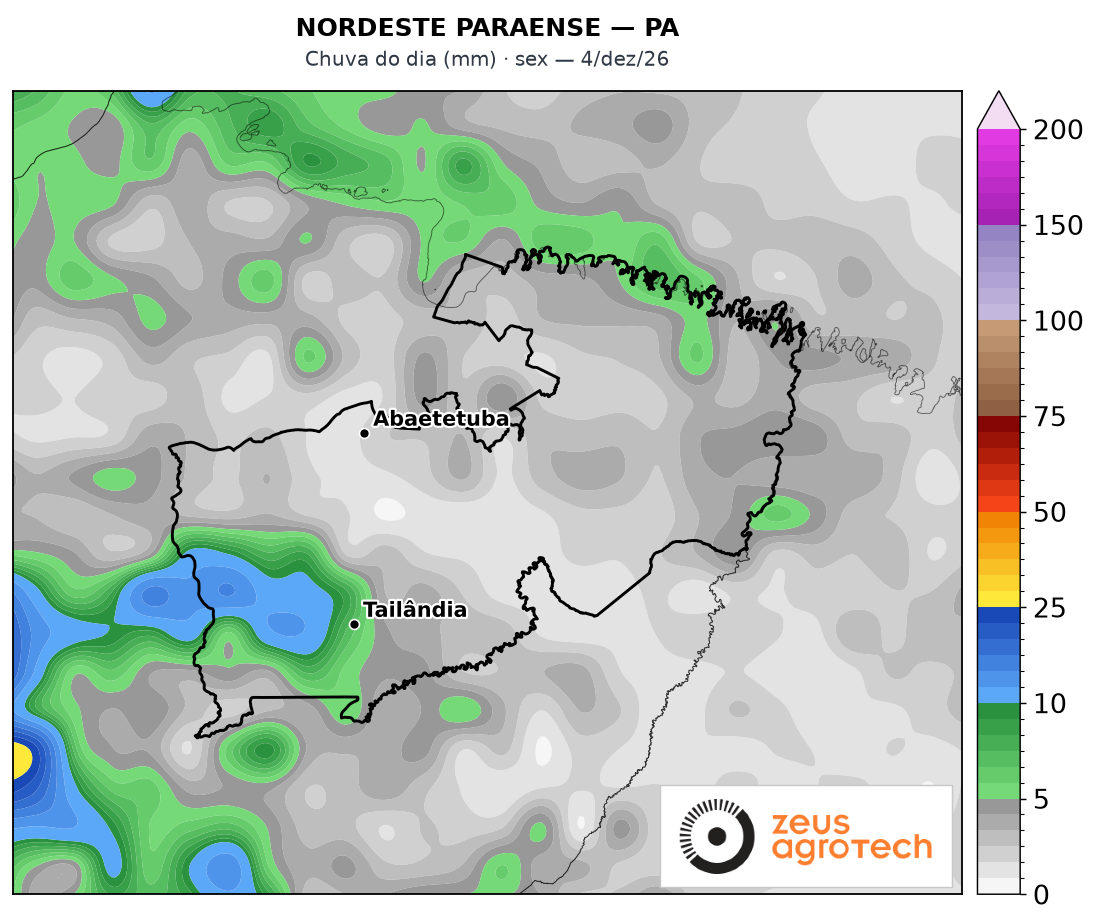 NORDESTE PARAENSE — PA
Chuva do dia (mm) · sex — 4/dez/26
200
150
100
75
50
25
10
5
0
Abaetetuba
Tailândia
zeus
agrotech